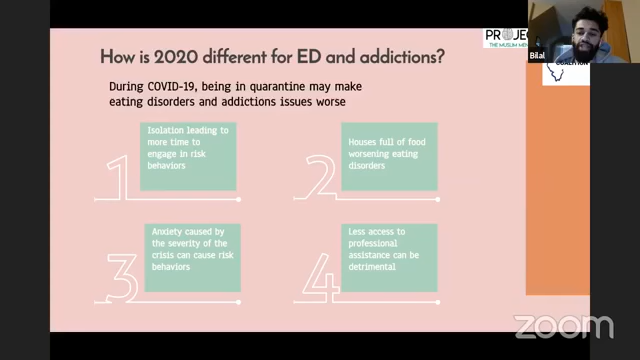 PROJEC
THE MUSLIM MEN
Bilal
COALITION
How is 2020 different for ED and addictions?
During COVID-19, being in quarantine may make
eating disorders and addictions issues worse
1
Isolation leading to
more time to
engage in risk
behaviors
2
Houses full of food
worsening eating
disorders
3
Anxiety caused by
the severity of the
crisis can cause risk
behaviors
4
Less access to
professional
assistance can be
detrimental
zoom